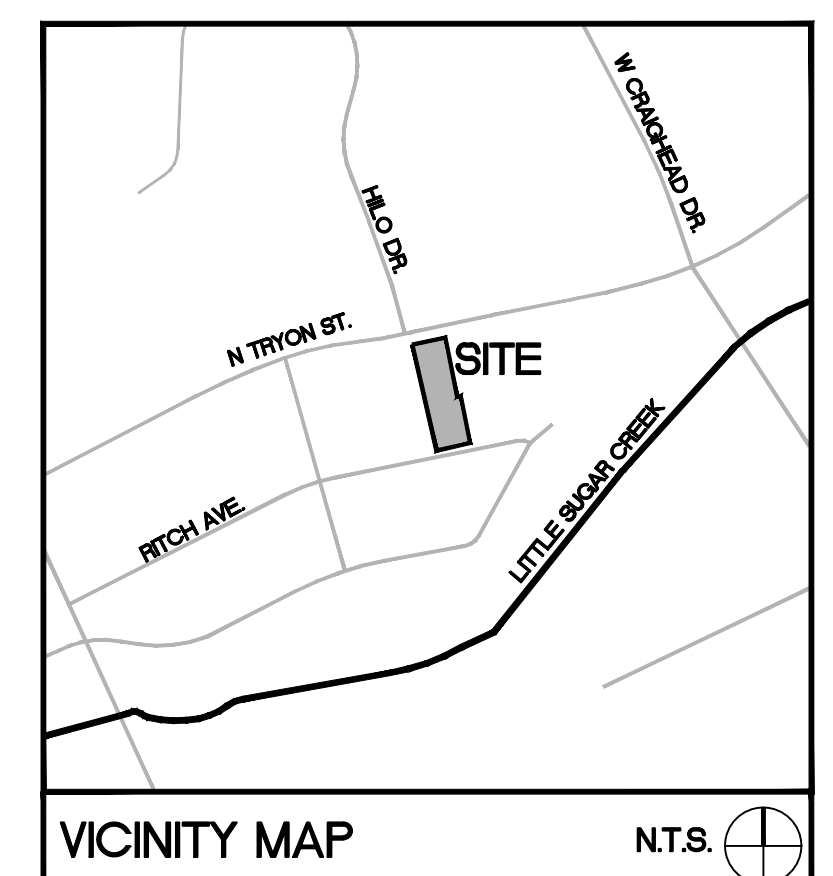 W CRAIGHEAD DR.
HILO DR.
N TRYON ST.
SITE
LITTLE SUGAR CREEK
RITCH AVE.
VICINITY MAP
N.T.S.